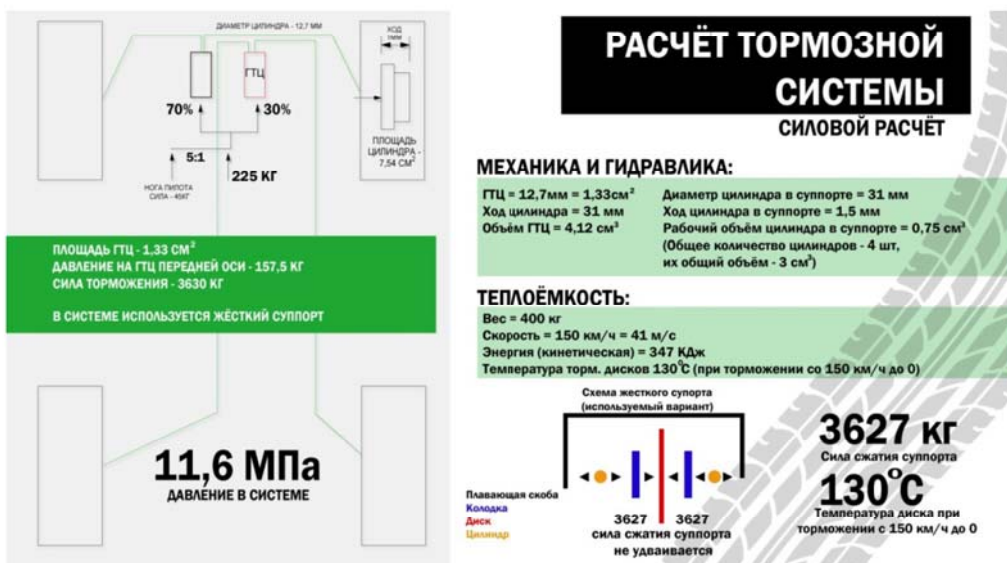 ДИАМЕТР ЦИЛИНДРА - 12,7 ММ
ХОД
ГТЦ
70%
30%
5:1
225 КГ
НОГА ПИЛОТА
СИЛА - 45КГ
ПЛОЩАДЬ
ЦИЛИНДРА -
7,54 СМ²
ПЛОЩАДЬ ГТЦ - 1,33 СМ²
ДАВЛЕНИЕ НА ГТЦ ПЕРЕДНЕЙ ОСИ - 157,5 КГ
СИЛА ТОРМОЖЕНИЯ - 3630 КГ
В СИСТЕМЕ ИСПОЛЬЗУЕТСЯ ЖЁСТКИЙ СУППОРТ
11,6 МПа
ДАВЛЕНИЕ В СИСТЕМЕ
РАСЧЁТ ТОРМОЗНОЙ
СИСТЕМЫ
СИЛОВОЙ РАСЧЁТ
МЕХАНИКА И ГИДРАВЛИКА:
ГТЦ = 12,7мм = 1,33см²
Ход цилиндра = 31 мм
Объём ГТЦ = 4,12 см³
Диаметр цилиндра в суппорте = 31 мм
Ход цилиндра в суппорте = 1,5 мм
Рабочий объём цилиндра в суппорте = 0,75 см³
(Общее количество цилиндров - 4 шт,
их общий объём - 3 см³)
ТЕПЛОЁМКОСТЬ:
Вес = 400 кг
Скорость = 150 км/ч = 41 м/с
Энергия (кинетическая) = 347 КДж
Температура торм. дисков 130°С (при торможении со 150 км/ч до 0)
Схема жесткого супорта
(используемый вариант)
Плавающая скоба
Колодка
Диск
Цилиндр
3627 3627
сила сжатия суппорта
не удваивается
3627 кг
Сила сжатия суппорта
130°С
Температура диска при
торможении с 150 км/ч до 0